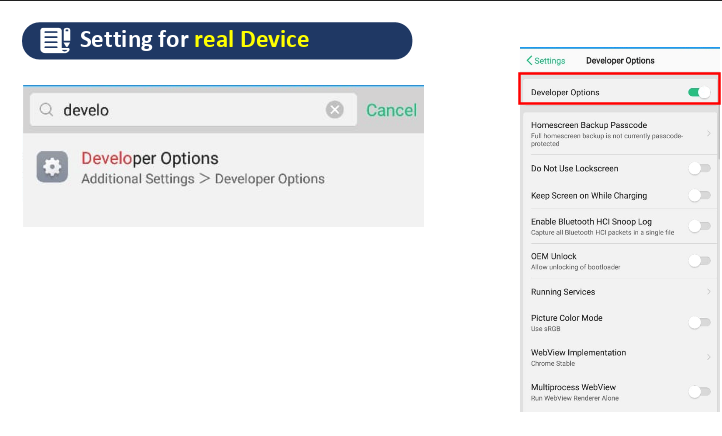 Setting for real Device
develo
Cancel
Developer Options
Additional Settings > Developer Options
Settings
Developer Options
Developer Options
Homescreen Backup Passcode
Full homescreen backup is not currently passcode-
protected
Do Not Use Lockscreen
Keep Screen on While Charging
Enable Bluetooth HCI Snoop Log
Capture all Bluetooth HCI packets in a single file
OEM Unlock
Allow unlocking of bootloader
Running Services
Picture Color Mode
Use sRGB
WebView Implementation
Chrome Stable
Multiprocess WebView
Run WebView Renderer Alone